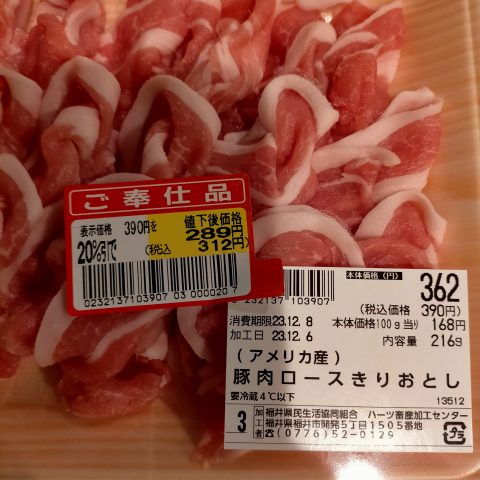 ご奉仕品
表示価格 390円を 値下後価格
20%引で 289円
(税込 312円)
0232137103907 03 000020 7
本体価格(円) 362
0232137103907 (税込価格 390円)
消費期限23.12. 8 本体価格100g当り 168円
加工日 23.12. 6 内容量 216g
(アメリカ産)
豚肉ロースきりおとし
要冷蔵4℃以下 13512
3 加工者 福井県民生活協同組合 ハーツ畜産加工センター
福井県福井市開発5丁目1505番地
☎(0776)52-0129 プラ